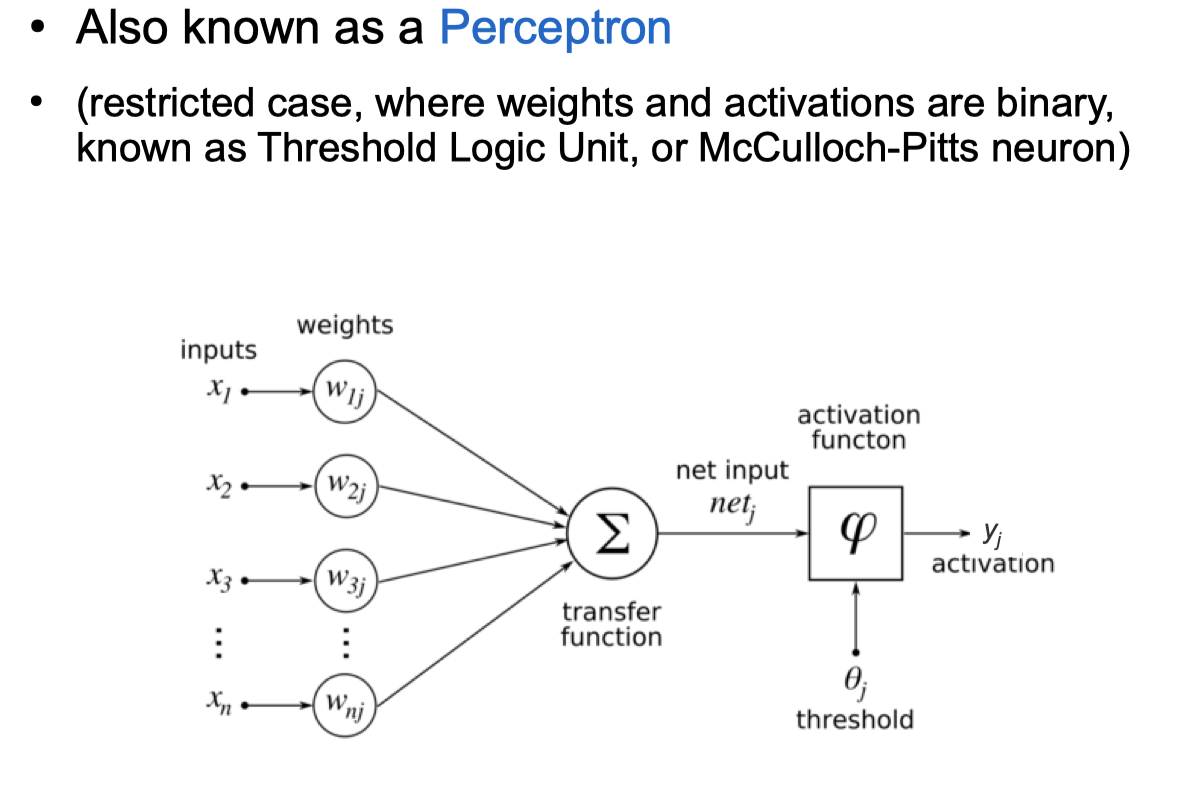 • Also known as a Perceptron
• (restricted case, where weights and activations are binary,
known as Threshold Logic Unit, or McCulloch-Pitts neuron)
weights
inputs
x₁
w₁ⱼ
x₂
w₂ⱼ
x₃
w₃ⱼ
⋮
⋮
xₙ
wₙⱼ
Σ
transfer
function
net input
netⱼ
activation
functon
φ
yⱼ
activation
θⱼ
threshold